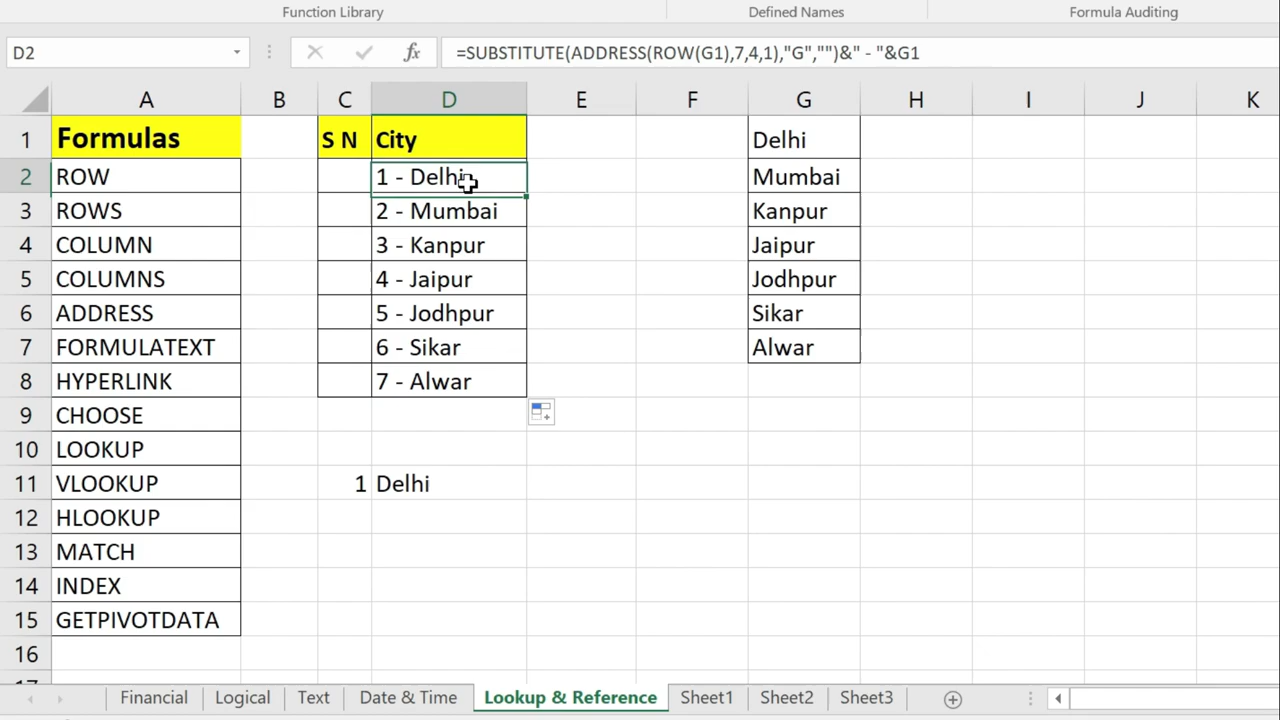 Function Library Defined Names Formula Auditing
D2 fx =SUBSTITUTE(ADDRESS(ROW(G1),7,4,1),"G","")&" - "&G1
A B C D E F G H I J K
1 Formulas S N City Delhi
2 ROW 1 - Delhi Mumbai
3 ROWS 2 - Mumbai Kanpur
4 COLUMN 3 - Kanpur Jaipur
5 COLUMNS 4 - Jaipur Jodhpur
6 ADDRESS 5 - Jodhpur Sikar
7 FORMULATEXT 6 - Sikar Alwar
8 HYPERLINK 7 - Alwar
9 CHOOSE
10 LOOKUP
11 VLOOKUP 1 Delhi
12 HLOOKUP
13 MATCH
14 INDEX
15 GETPIVOTDATA
16
Financial Logical Text Date & Time Lookup & Reference Sheet1 Sheet2 Sheet3